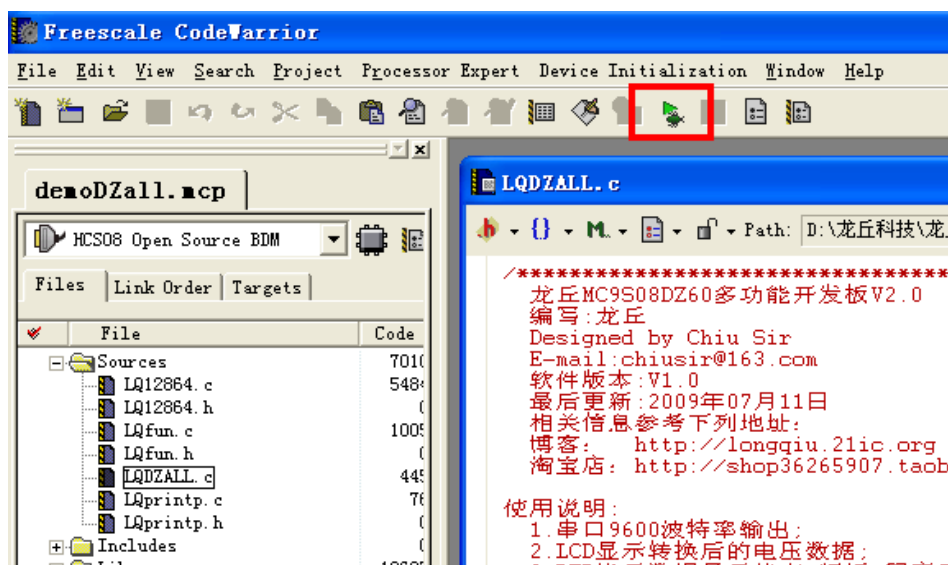 Freescale CodeWarrior
File Edit View Search Project Processor Expert Device Initialization Window Help
demoDZall.mcp
HCS08 Open Source BDM
Files Link Order Targets
File Code
Sources 7010
LQ12864.c 548
LQ12864.h
LQfun.c 1005
LQfun.h
LQDZALL.c 445
LQprintp.c 76
LQprintp.h
Includes
LQDZALL.c
h {} M. Path: D:\龙丘科技\龙
/*********************************
龙丘MC9S08DZ60多功能开发板V2.0
编写:龙丘
Designed by Chiu Sir
E-mail:chiusir@163.com
软件版本:V1.0
最后更新:2009年07月11日
相关信息参考下列地址:
博客: http://longqiu.21ic.org
淘宝店: http://shop36265907.taob
使用说明:
1.串口9600波特率输出;
2.LCD显示转换后的电压数据;